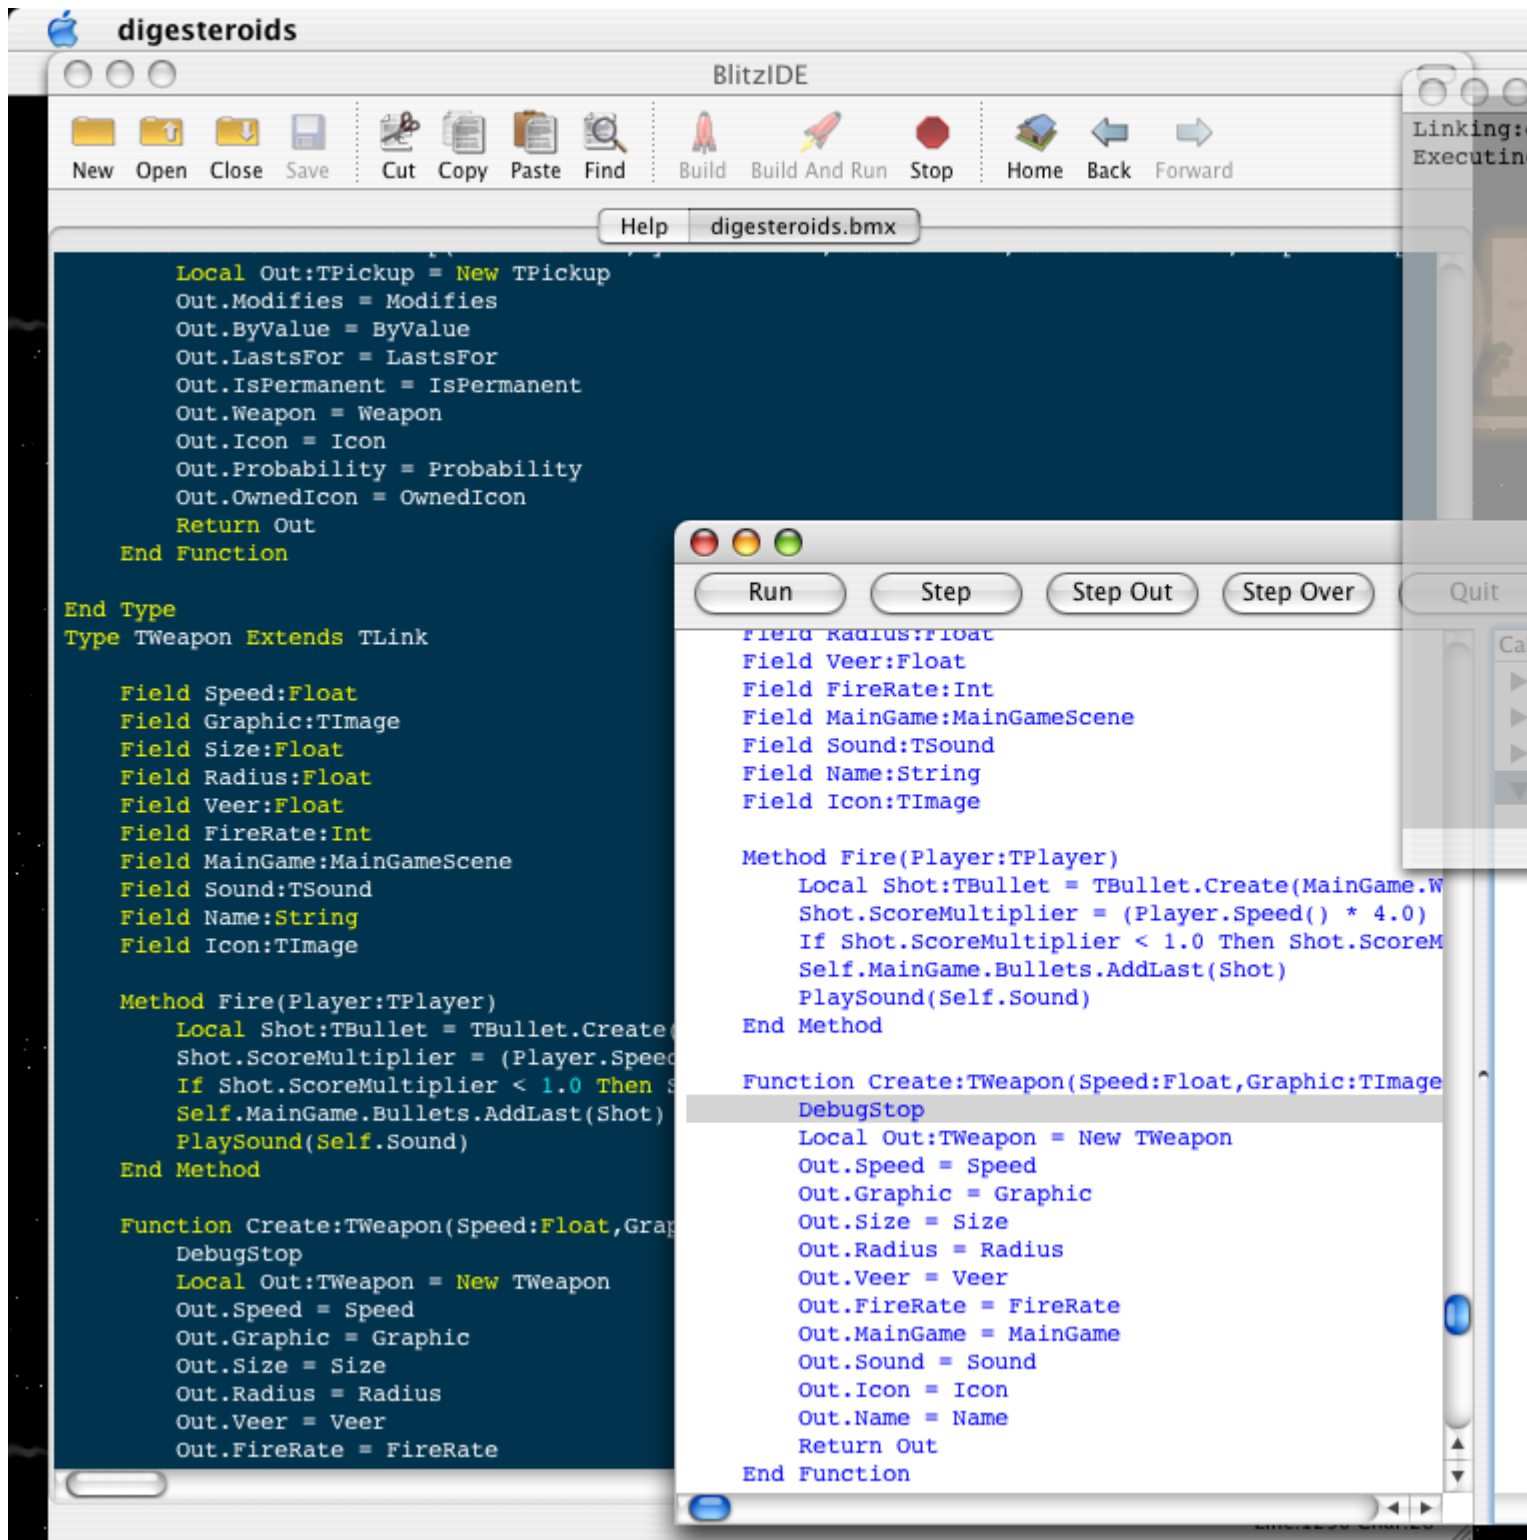 digesteroids
BlitzIDE
New Open Close Save Cut Copy Paste Find Build Build And Run Stop Home Back Forward
Help digesteroids.bmx
Local Out:TPickup = New TPickup
Out.Modifies = Modifies
Out.ByValue = ByValue
Out.LastsFor = LastsFor
Out.IsPermanent = IsPermanent
Out.Weapon = Weapon
Out.Icon = Icon
Out.Probability = Probability
Out.OwnedIcon = OwnedIcon
Return Out
End Function
End Type
Type TWeapon Extends TLink
Field Speed:Float
Field Graphic:TImage
Field Size:Float
Field Radius:Float
Field Veer:Float
Field FireRate:Int
Field MainGame:MainGameScene
Field Sound:TSound
Field Name:String
Field Icon:TImage
Method Fire(Player:TPlayer)
Local Shot:TBullet = TBullet.Create(
Shot.ScoreMultiplier = (Player.Speed
If Shot.ScoreMultiplier < 1.0 Then S
Self.MainGame.Bullets.AddLast(Shot)
PlaySound(Self.Sound)
End Method
Function Create:TWeapon(Speed:Float,Grap
DebugStop
Local Out:TWeapon = New TWeapon
Out.Speed = Speed
Out.Graphic = Graphic
Out.Size = Size
Out.Radius = Radius
Out.Veer = Veer
Out.FireRate = FireRate
Linking:
Executing
Run Step Step Out Step Over Quit
Field Radius:Float
Field Veer:Float
Field FireRate:Int
Field MainGame:MainGameScene
Field Sound:TSound
Field Name:String
Field Icon:TImage
Method Fire(Player:TPlayer)
Local Shot:TBullet = TBullet.Create(MainGame.W
Shot.ScoreMultiplier = (Player.Speed() * 4.0)
If Shot.ScoreMultiplier < 1.0 Then Shot.ScoreM
Self.MainGame.Bullets.AddLast(Shot)
PlaySound(Self.Sound)
End Method
Function Create:TWeapon(Speed:Float,Graphic:TImage
DebugStop
Local Out:TWeapon = New TWeapon
Out.Speed = Speed
Out.Graphic = Graphic
Out.Size = Size
Out.Radius = Radius
Out.Veer = Veer
Out.FireRate = FireRate
Out.MainGame = MainGame
Out.Sound = Sound
Out.Icon = Icon
Out.Name = Name
Return Out
End Function
Ca